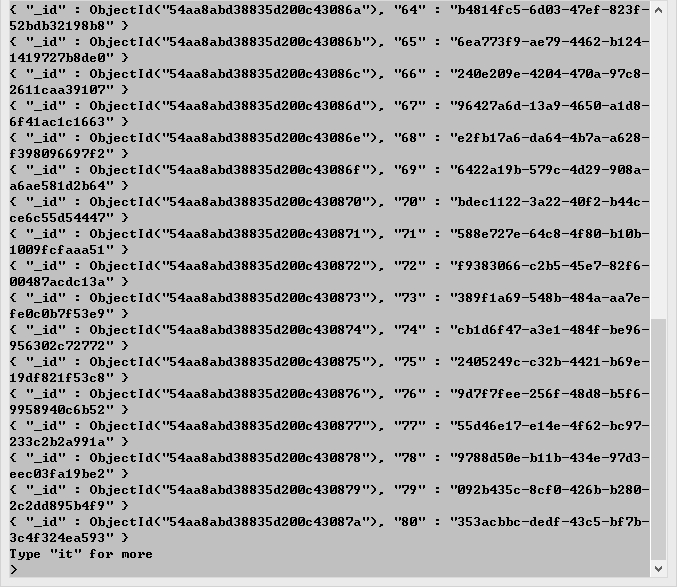 { "_id" : ObjectId("54aa8abd38835d200c43086a"), "64" : "b4814fc5-6d03-47ef-823f-
52bdb32198b8" }
{ "_id" : ObjectId("54aa8abd38835d200c43086b"), "65" : "6ea773f9-ae79-4462-b124-
1419727b8de0" }
{ "_id" : ObjectId("54aa8abd38835d200c43086c"), "66" : "240e209e-4204-470a-97c8-
2611caa39107" }
{ "_id" : ObjectId("54aa8abd38835d200c43086d"), "67" : "96427a6d-13a9-4650-a1d8-
6f41ac1c1663" }
{ "_id" : ObjectId("54aa8abd38835d200c43086e"), "68" : "e2fb17a6-da64-4b7a-a628-
f398096697f2" }
{ "_id" : ObjectId("54aa8abd38835d200c43086f"), "69" : "6422a19b-579c-4d29-908a-
a6ae581d2b64" }
{ "_id" : ObjectId("54aa8abd38835d200c430870"), "70" : "bdec1122-3a22-40f2-b44c-
ce6c55d54447" }
{ "_id" : ObjectId("54aa8abd38835d200c430871"), "71" : "588e727e-64c8-4f80-b10b-
1009fcfaaa51" }
{ "_id" : ObjectId("54aa8abd38835d200c430872"), "72" : "f9383066-c2b5-45e7-82f6-
00487acdc13a" }
{ "_id" : ObjectId("54aa8abd38835d200c430873"), "73" : "389f1a69-548b-484a-aa7e-
fe0c0b7f53e9" }
{ "_id" : ObjectId("54aa8abd38835d200c430874"), "74" : "cb1d6f47-a3e1-484f-be96-
956302c72772" }
{ "_id" : ObjectId("54aa8abd38835d200c430875"), "75" : "2405249c-c32b-4421-b69e-
19df821f53c8" }
{ "_id" : ObjectId("54aa8abd38835d200c430876"), "76" : "9d7f7fee-256f-48d8-b5f6-
9958940c6b52" }
{ "_id" : ObjectId("54aa8abd38835d200c430877"), "77" : "55d46e17-e14e-4f62-bc97-
233c2b2a991a" }
{ "_id" : ObjectId("54aa8abd38835d200c430878"), "78" : "9788d50e-b11b-434e-97d3-
eec03fa19be2" }
{ "_id" : ObjectId("54aa8abd38835d200c430879"), "79" : "092b435c-8cf0-426b-b280-
2c2dd895b4f9" }
{ "_id" : ObjectId("54aa8abd38835d200c43087a"), "80" : "353acbbc-dedf-43c5-bf7b-
3c4f324ea593" }
Type "it" for more
>